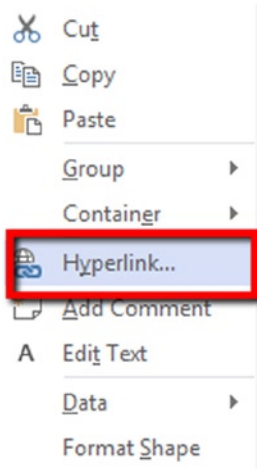 Cut
Copy
Paste
Group
Container
Hyperlink...
Add Comment
A Edit Text
Data
Format Shape